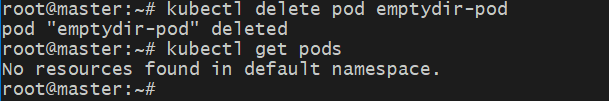 root@master:~# kubectl delete pod emptydir-pod
pod "emptydir-pod" deleted
root@master:~# kubectl get pods
No resources found in default namespace.
root@master:~#